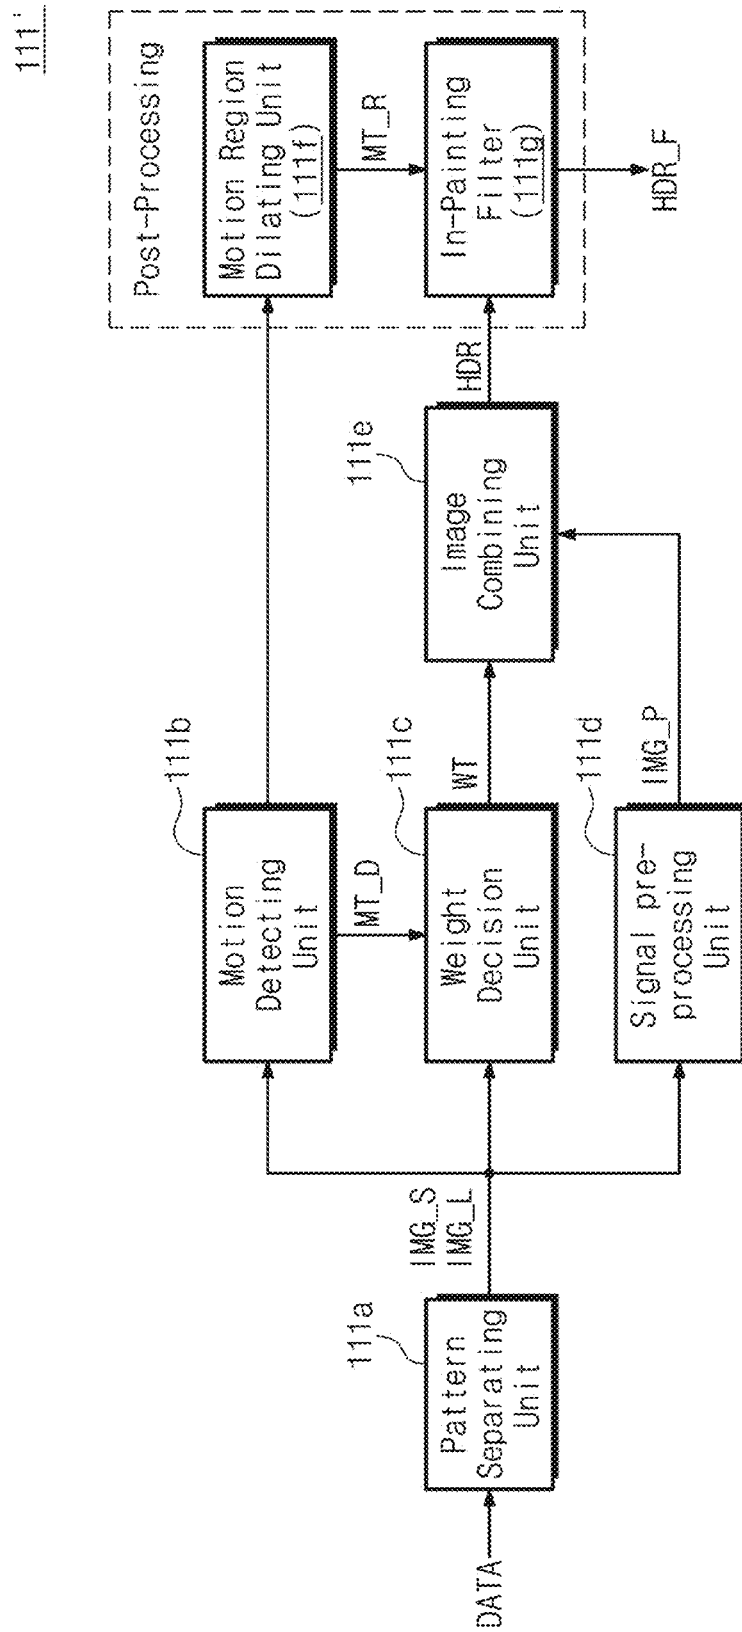 111'
Post-Processing
Motion Region
Dilating Unit
(111f)
MT_R
In-Painting
Filter
(111g)
HDR_F
HDR
111e
Image
Combining
Unit
111b
Motion
Detecting
Unit
MT_D
111c
Weight
Decision
Unit
WT
111d
Signal pre-
processing
Unit
IMG_P
IMG_S
IMG_L
111a
Pattern
Separating
Unit
DATA